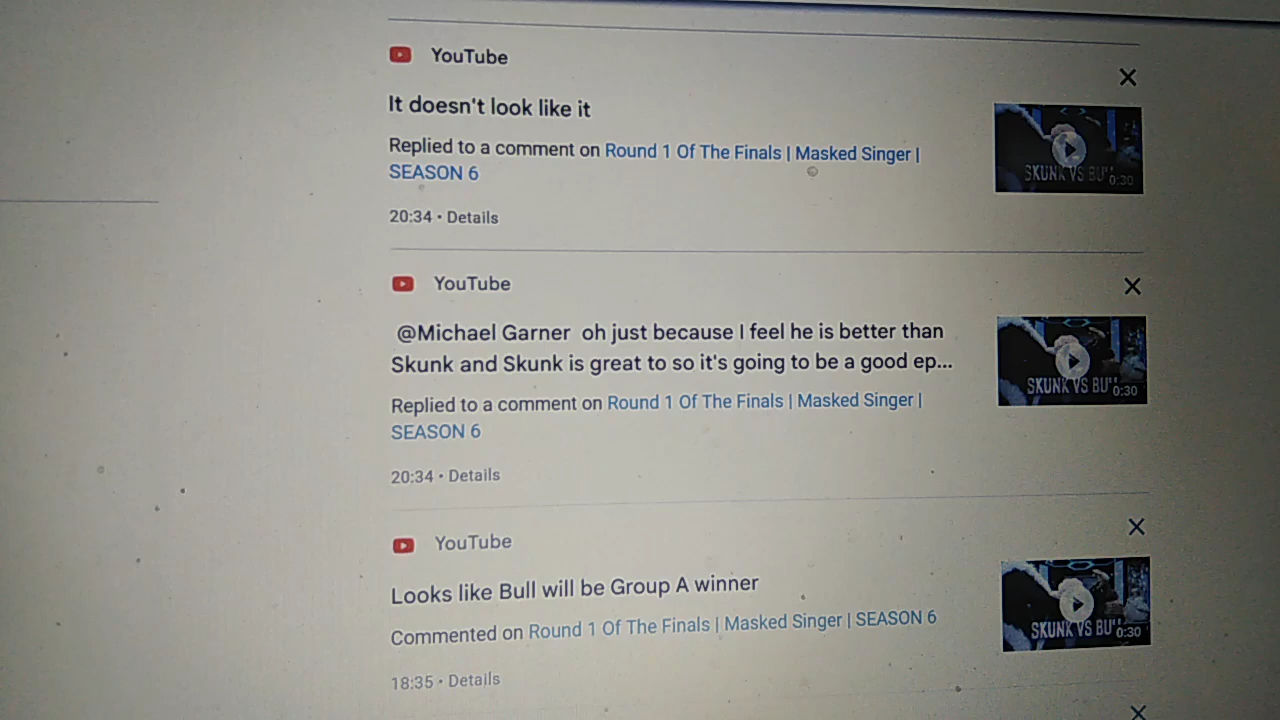 YouTube
It doesn't look like it
Replied to a comment on Round 1 Of The Finals | Masked Singer |
SEASON 6
SKUNK VS BU
0:30
20:34 • Details
YouTube
@Michael Garner oh just because I feel he is better than
Skunk and Skunk is great to so it's going to be a good ep...
Replied to a comment on Round 1 Of The Finals | Masked Singer |
SEASON 6
SKUNK VS BU
0:30
20:34 • Details
YouTube
Looks like Bull will be Group A winner
Commented on Round 1 Of The Finals | Masked Singer | SEASON 6
SKUNK VS BU
0:30
18:35 • Details